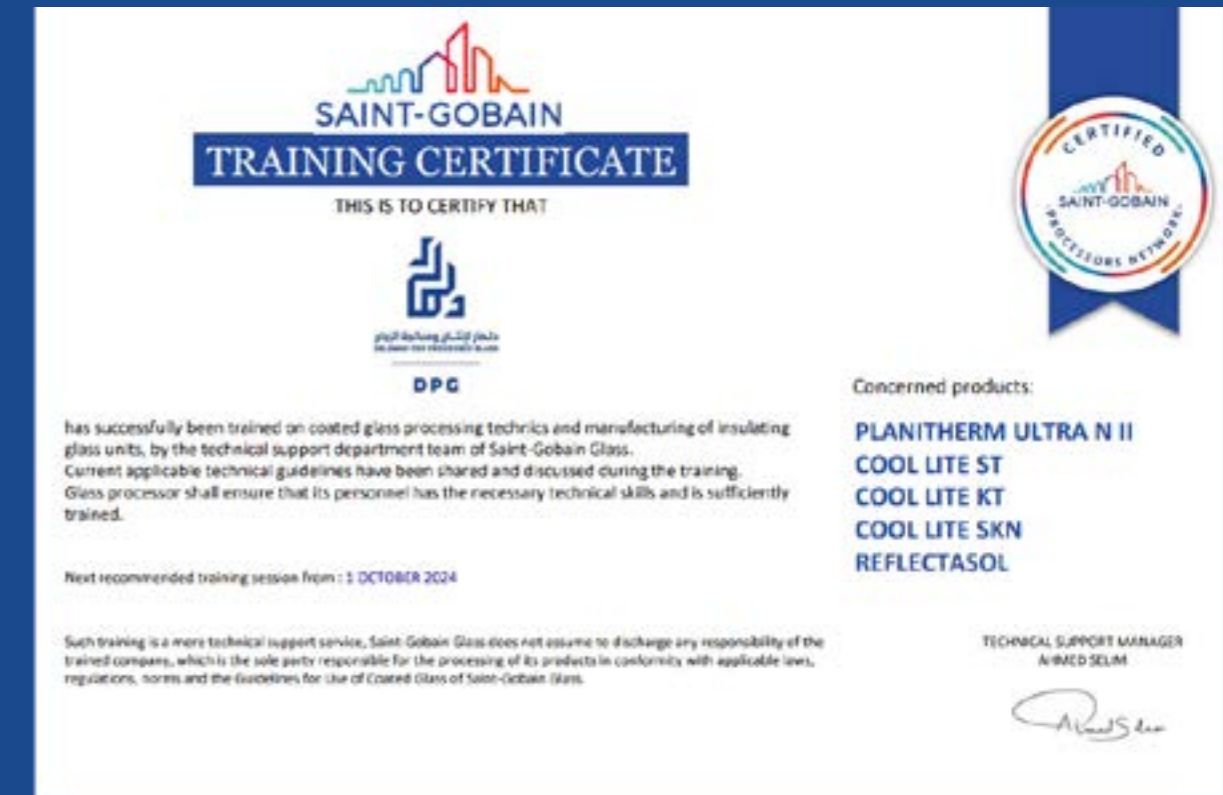 SAINT-GOBAIN
TRAINING CERTIFICATE
THIS IS TO CERTIFY THAT
دلمار لإنتاج ومعالجة الزجاج
DPG
has successfully been trained on coated glass processing technics and manufacturing of insulating
glass units, by the technical support department team of Saint-Gobain Glass.
Current applicable technical guidelines have been shared and discussed during the training.
Glass processor shall ensure that its personnel has the necessary technical skills and is sufficiently
trained.
Next recommended training session from : 1 OCTOBER 2024
Such training is a mere technical support service, Saint-Gobain Glass does not assume to discharge any responsibility of the
trained company, which is the sole party responsible for the processing of its products in conformity with applicable laws,
regulations, norms and the Guidelines for Use of Coated Glass of Saint-Gobain Glass.
CERTIFIED
SAINT-GOBAIN
PROCESSORS NETWORK
Concerned products:
PLANITHERM ULTRA N II
COOL LITE ST
COOL LITE KT
COOL LITE SKN
REFLECTASOL
TECHNICAL SUPPORT MANAGER
AHMED SELIM